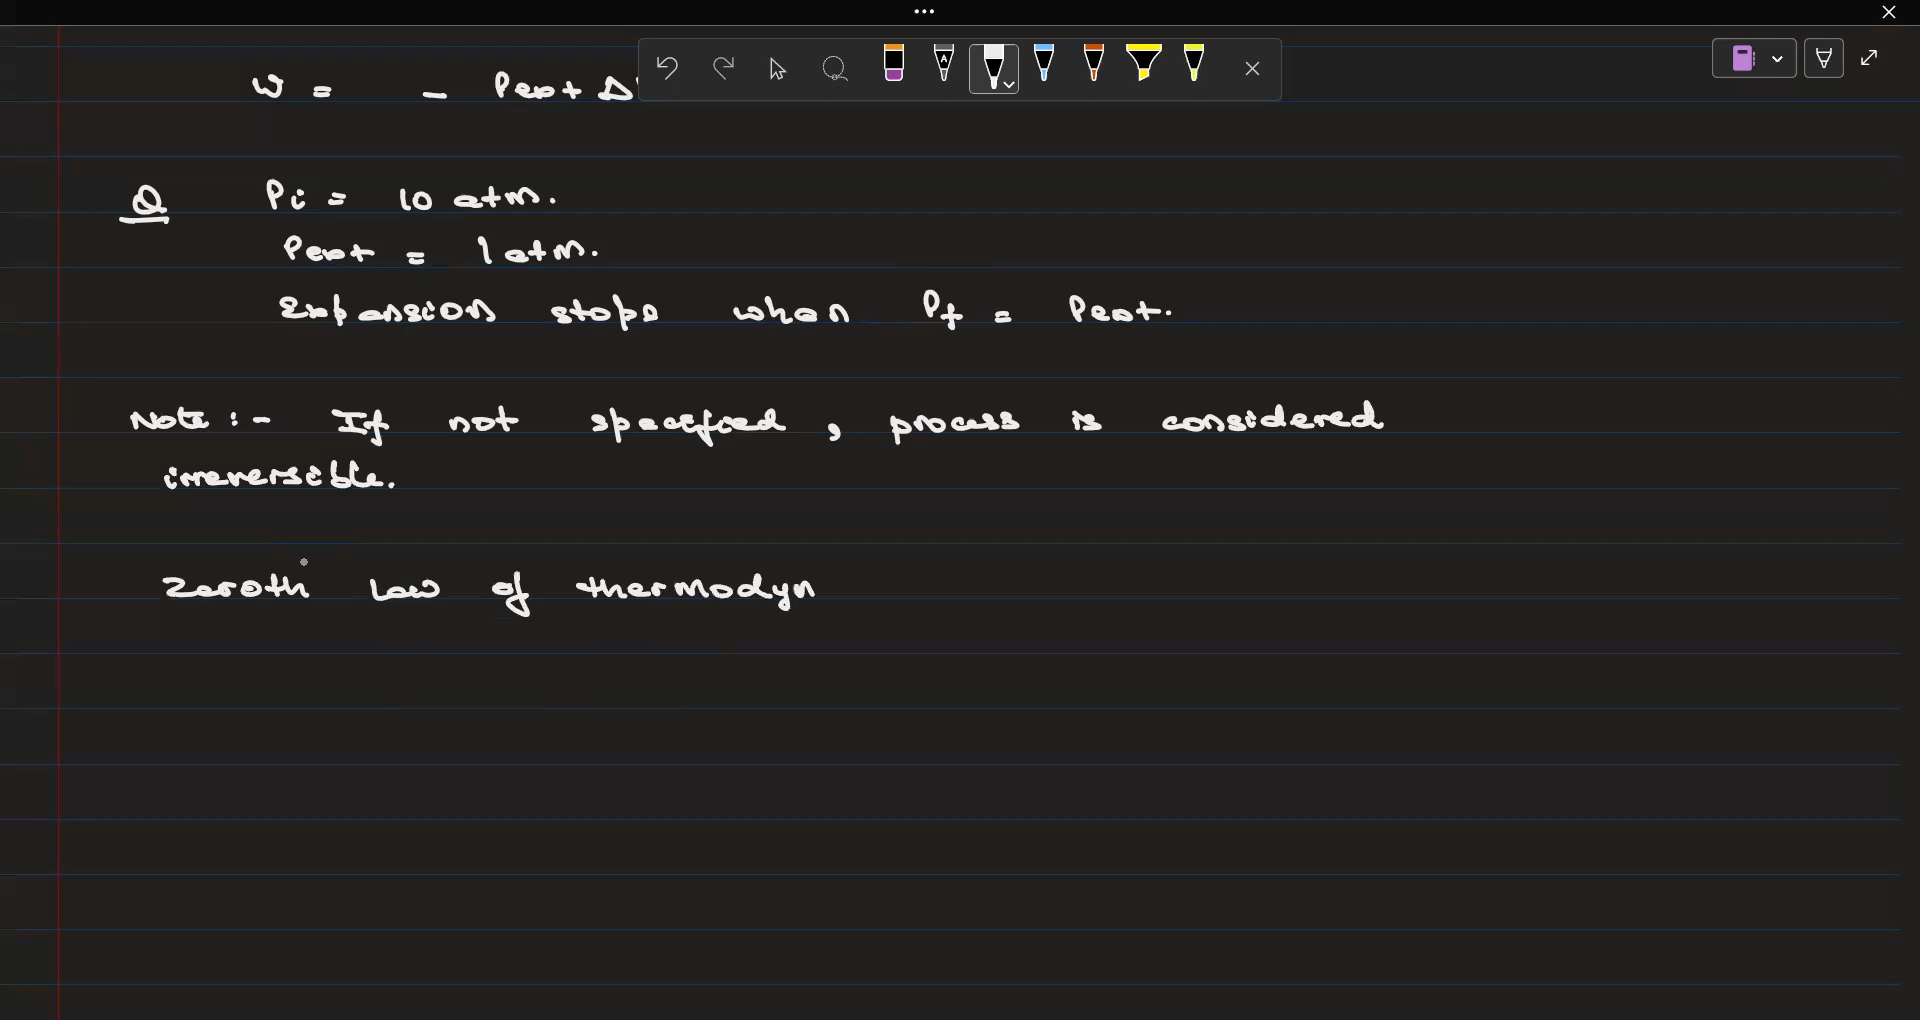 W = - Pext Δ
Q Pi = 10 atm.
Pext = 1 atm.
Expansion stops when Pf = Pext.
Note :- If not specified, process is considered
irreversible.
Zeroth Law of thermodyn